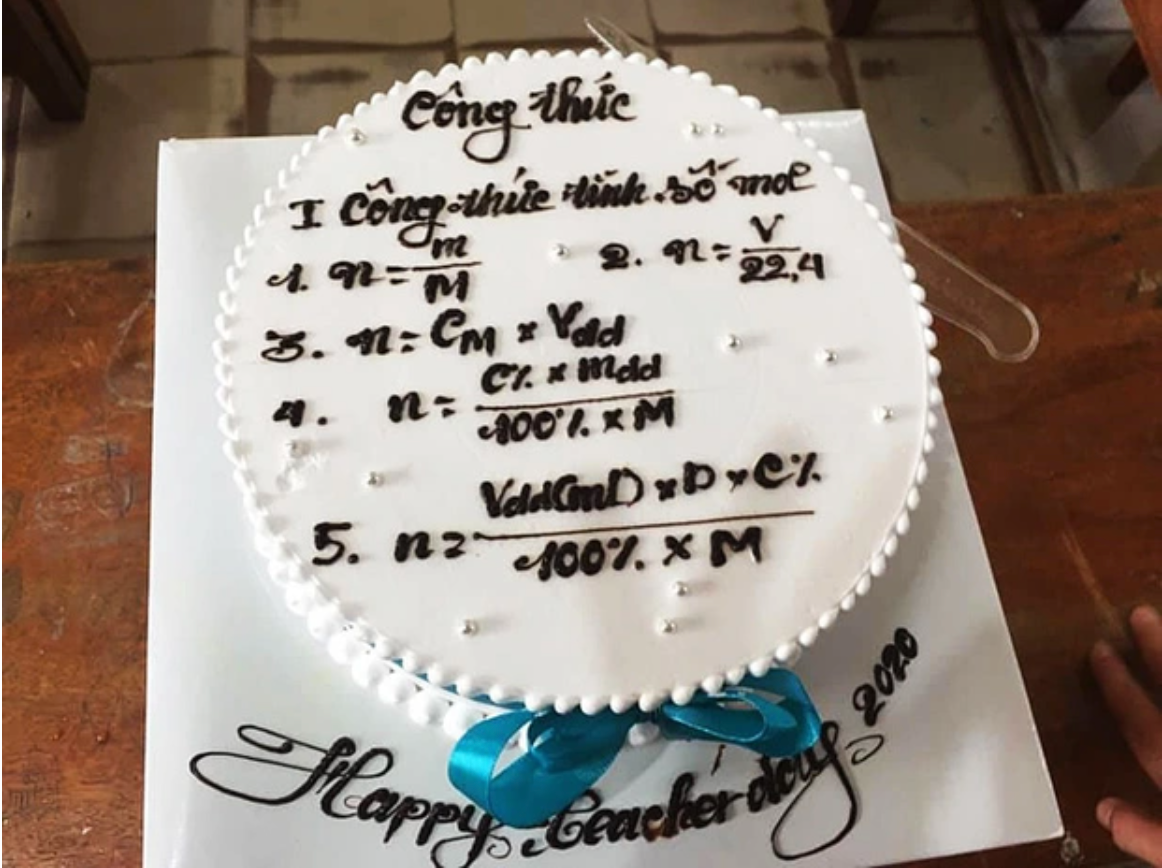 Công thức
I Công thức tính số mol
1. n = m/M 2. n = V/22,4
3. n = CM x Vdd
4. n = C% x mdd / 100% x M
5. n = Vdd(ml) x D x C% / 100% x M
Happy teacher'day 2020